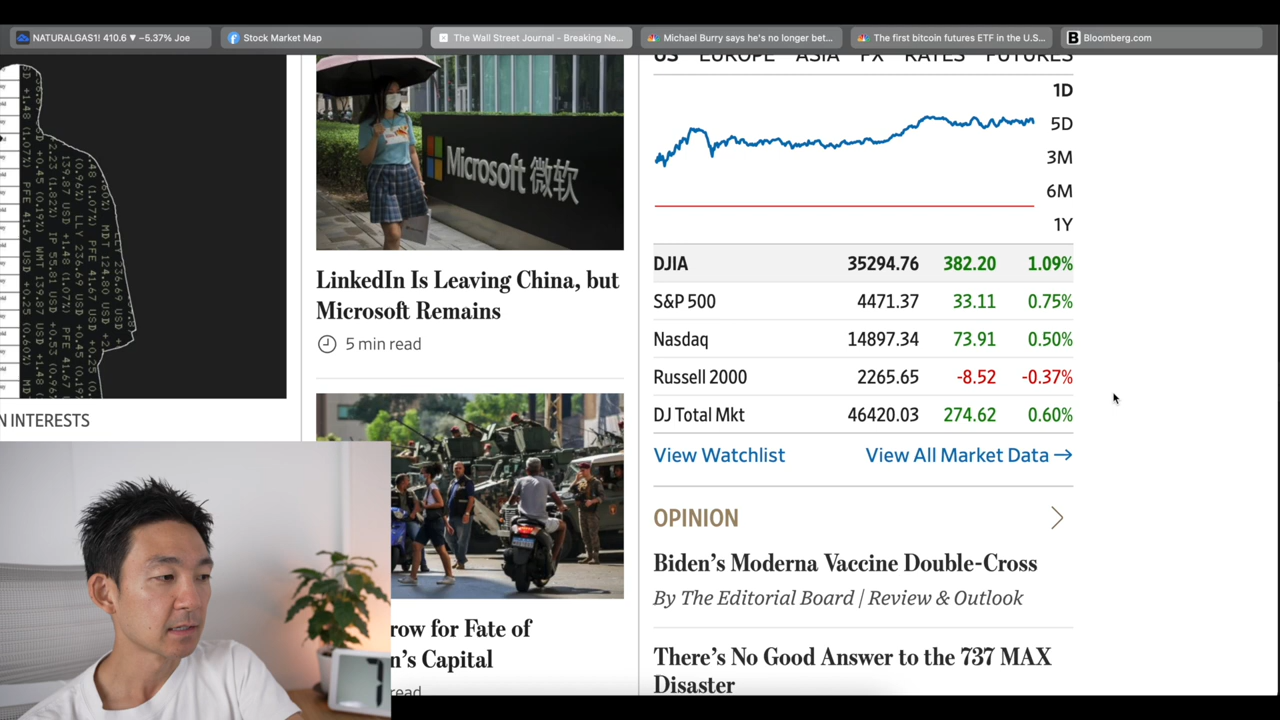 NATURALGAS1! 410.6 ▼ −5.37% Joe
Stock Market Map
The Wall Street Journal - Breaking Ne...
Michael Burry says he's no longer bet...
The first bitcoin futures ETF in the U.S...
Bloomberg.com
US EUROPE ASIA FX RATES FUTURES
1D
5D
3M
6M
1Y
Microsoft 微软
LinkedIn Is Leaving China, but
Microsoft Remains
5 min read
DJIA 35294.76 382.20 1.09%
S&P 500 4471.37 33.11 0.75%
Nasdaq 14897.34 73.91 0.50%
Russell 2000 2265.65 -8.52 -0.37%
DJ Total Mkt 46420.03 274.62 0.60%
View Watchlist View All Market Data →
N INTERESTS
OPINION
Biden's Moderna Vaccine Double-Cross
By The Editorial Board | Review & Outlook
row for Fate of
n's Capital
read
There's No Good Answer to the 737 MAX
Disaster